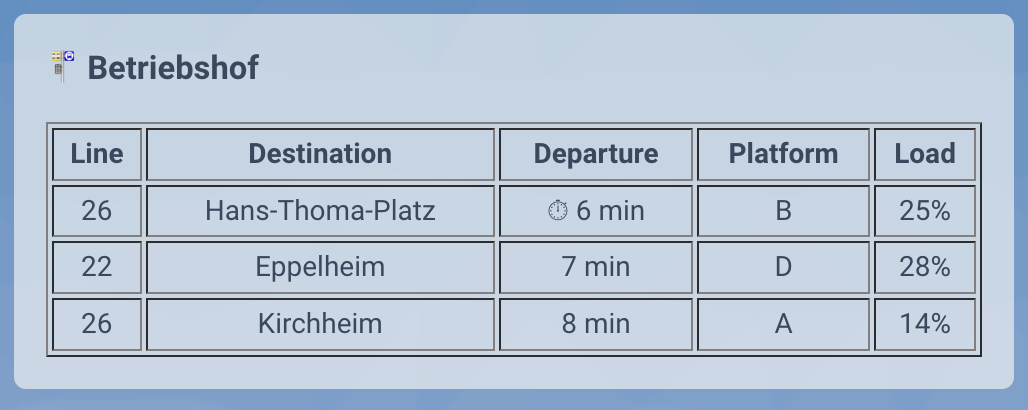 Betriebshof
Line Destination Departure Platform Load
26 Hans-Thoma-Platz ⏱ 6 min B 25%
22 Eppelheim 7 min D 28%
26 Kirchheim 8 min A 14%